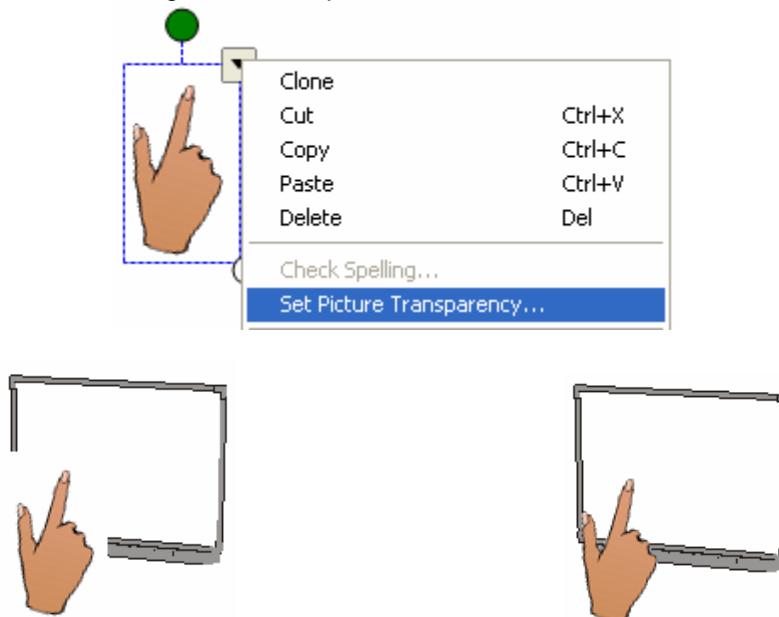 Clone
Cut Ctrl+X
Copy Ctrl+C
Paste Ctrl+V
Delete Del
Check Spelling...
Set Picture Transparency...